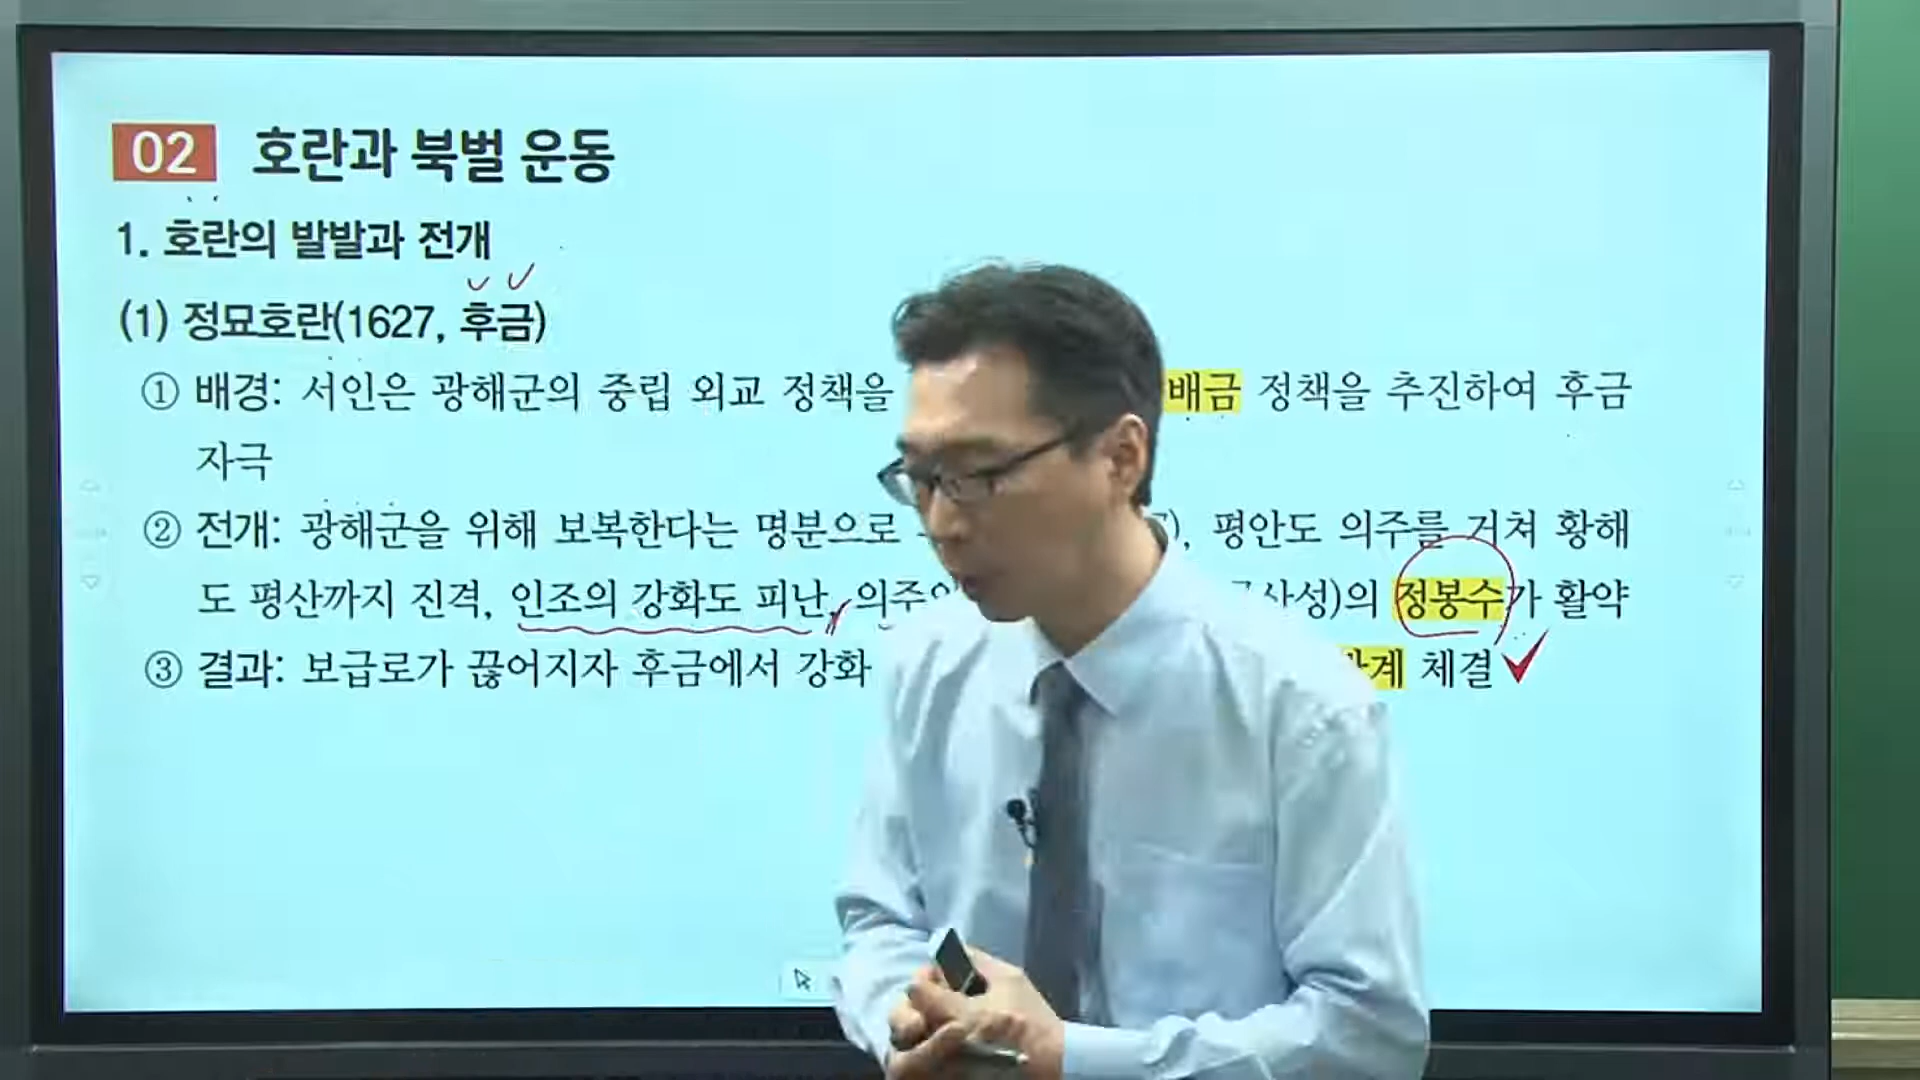 02 호란과 북벌 운동
1. 호란의 발발과 전개
(1) 정묘호란(1627, 후금)
① 배경: 서인은 광해군의 중립 외교 정책을 배금 정책을 추진하여 후금
자극
② 전개: 광해군을 위해 보복한다는 명분으로 평안도 의주를 거쳐 황해
도 평산까지 진격, 인조의 강화도 피난, 산성)의 정봉수가 활약
③ 결과: 보급로가 끊어지자 후금에서 강화 체결